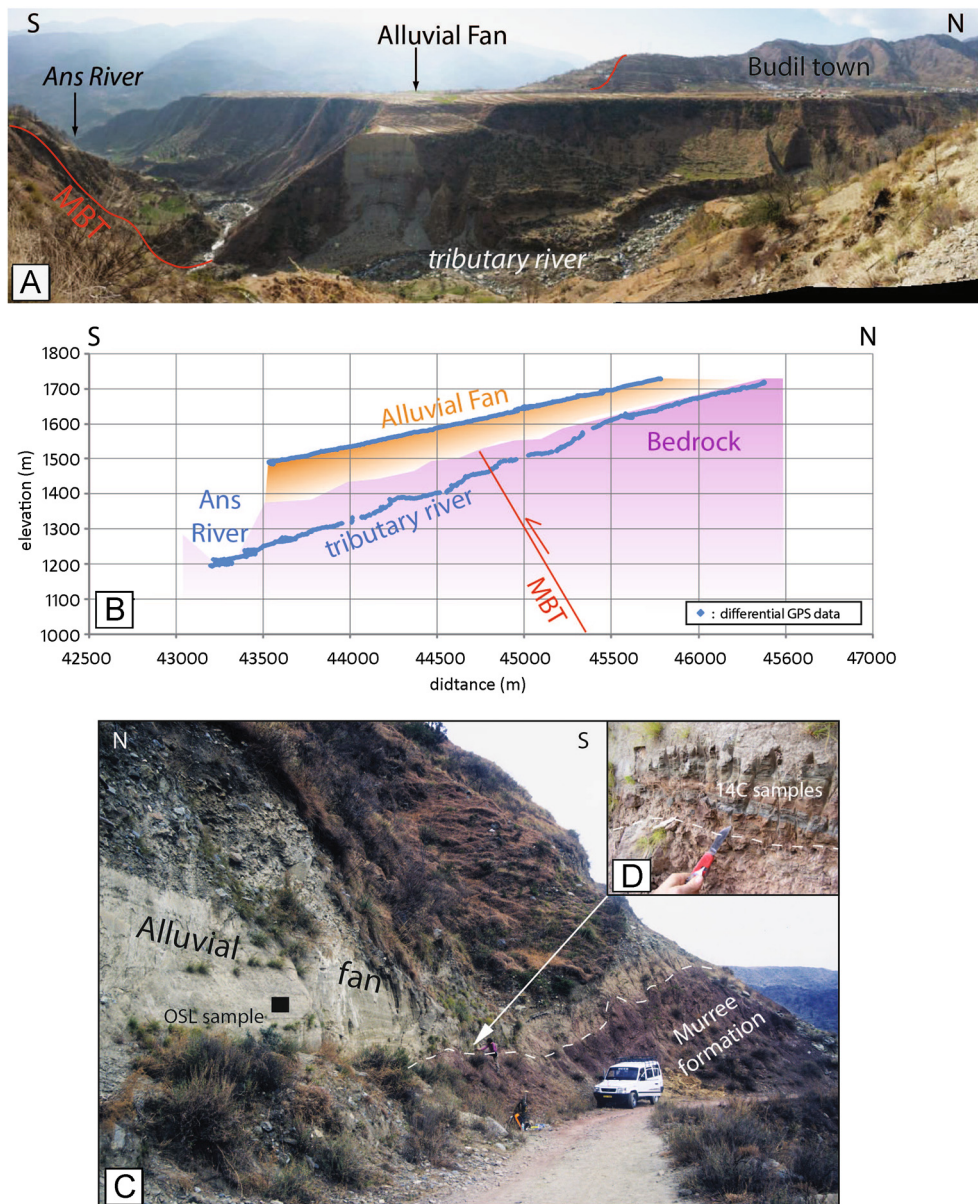 S
N
Alluvial Fan
Ans River
Budil town
MBT
tributary river
A
S
N
1800
1700
1600
1500
1400
1300
1200
1100
1000
elevation (m)
Alluvial Fan
Bedrock
Ans
River
tributary river
MBT
B
: differential GPS data
42500 43000 43500 44000 44500 45000 45500 46000 46500 47000
didtance (m)
N
S
14C samples
D
Alluvial
fan
OSL sample
Murree
formation
C